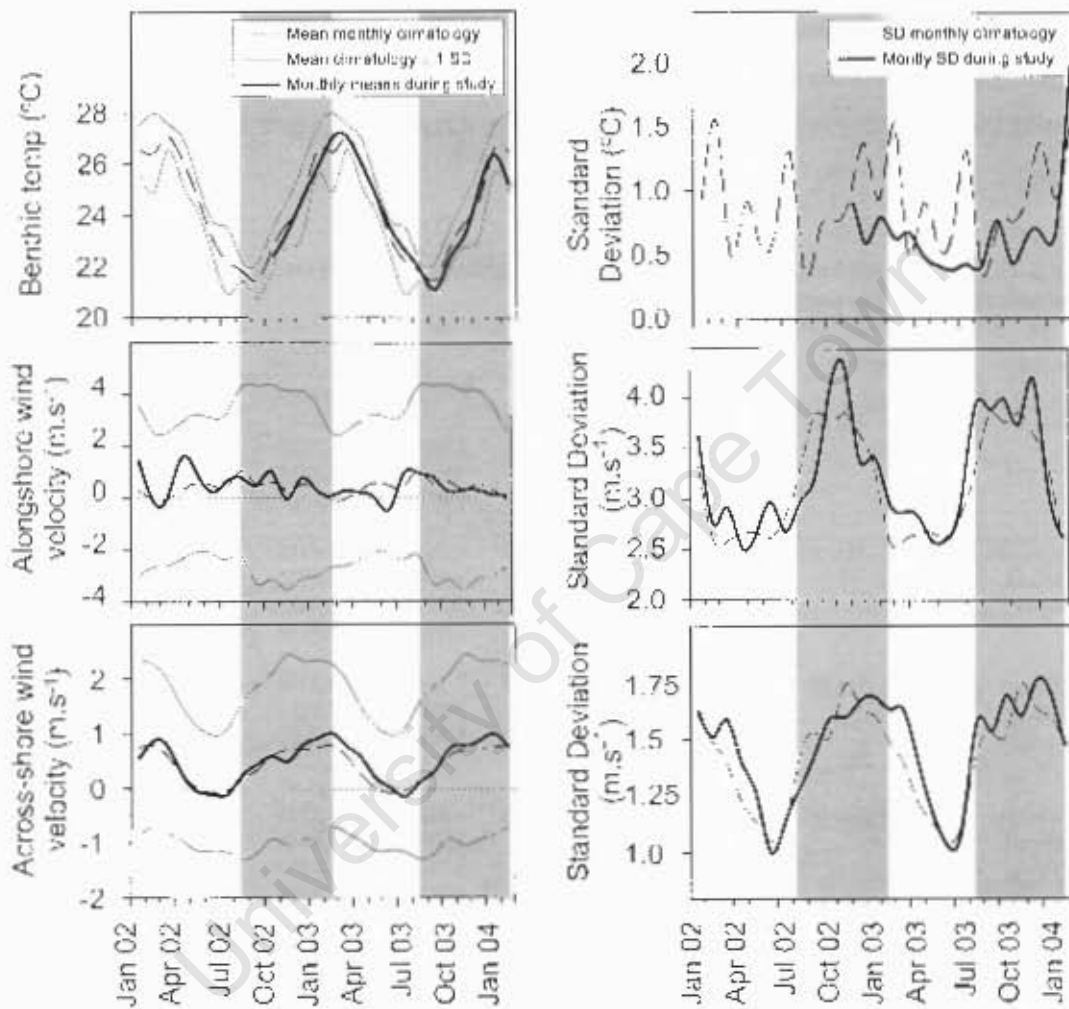 Mean monthly climatology
Mean climatology 1 SD
Monthly means during study
Benthic temp (°C)
28
26
24
22
20
SD monthly climatology
Montly SD during study
Standard
Deviation (°C)
2.0
1.5
1.0
0.5
0.0
Alongshore wind
velocity (m.s⁻¹)
4
2
0
-2
-4
Standard Deviation
(m.s⁻¹)
4.0
3.5
3.0
2.5
2.0
Across-shore wind
velocity (m.s⁻¹)
2
1
0
-1
-2
Standard Deviation
1.75
1.5
1.25
1.0
Jan 02
Apr 02
Jul 02
Oct 02
Jan 03
Apr 03
Jul 03
Oct 03
Jan 04
Jan 02
Apr 02
Jul 02
Oct 02
Jan 03
Apr 03
Jul 03
Oct 03
Jan 04
University of Cape Town